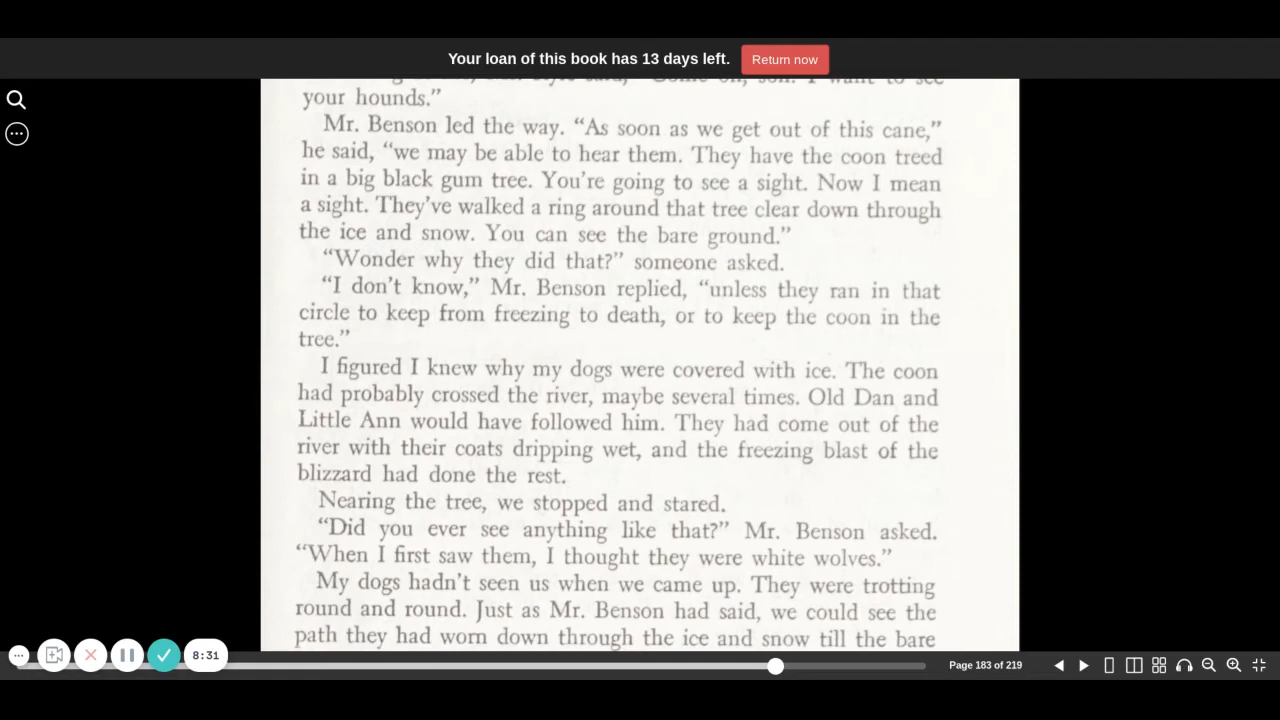 Your loan of this book has 13 days left. Return now
your hounds.”
Mr. Benson led the way. “As soon as we get out of this cane,”
he said, “we may be able to hear them. They have the coon treed
in a big black gum tree. You’re going to see a sight. Now I mean
a sight. They’ve walked a ring around that tree clear down through
the ice and snow. You can see the bare ground.”
“Wonder why they did that?” someone asked.
“I don’t know,” Mr. Benson replied, “unless they ran in that
circle to keep from freezing to death, or to keep the coon in the
tree.”
I figured I knew why my dogs were covered with ice. The coon
had probably crossed the river, maybe several times. Old Dan and
Little Ann would have followed him. They had come out of the
river with their coats dripping wet, and the freezing blast of the
blizzard had done the rest.
Nearing the tree, we stopped and stared.
“Did you ever see anything like that?” Mr. Benson asked.
“When I first saw them, I thought they were white wolves.”
My dogs hadn’t seen us when we came up. They were trotting
round and round. Just as Mr. Benson had said, we could see the
path they had worn down through the ice and snow till the bare
8:31
Page 183 of 219